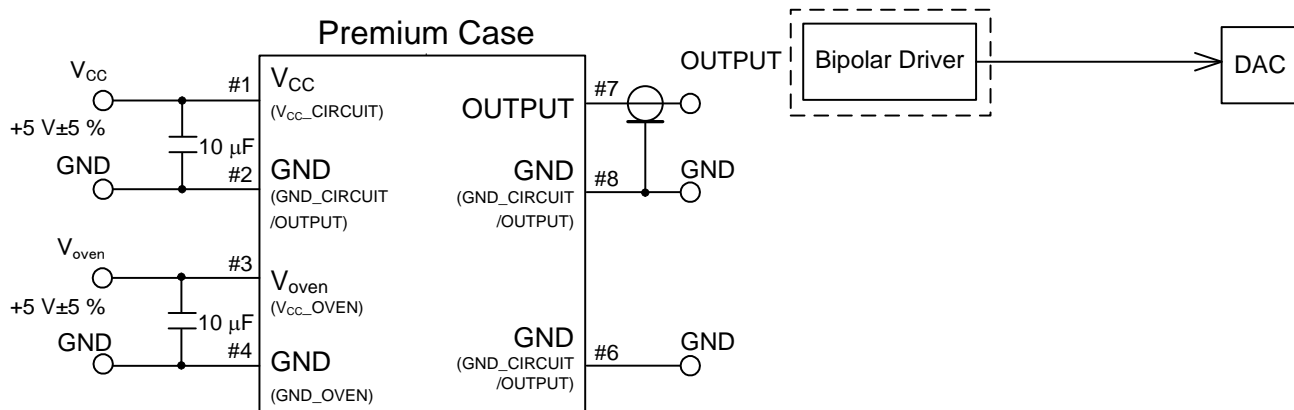 Premium Case
V_CC
#1
V_CC
(V_CC_CIRCUIT)
+5 V±5 %
10 µF
GND
#2
GND
(GND_CIRCUIT
/OUTPUT)
V_oven
#3
V_oven
(V_CC_OVEN)
+5 V±5 %
10 µF
GND
#4
GND
(GND_OVEN)
OUTPUT
#7
OUTPUT
GND
(GND_CIRCUIT
/OUTPUT)
#8
GND
GND
(GND_CIRCUIT
/OUTPUT)
#6
GND
Bipolar Driver
DAC